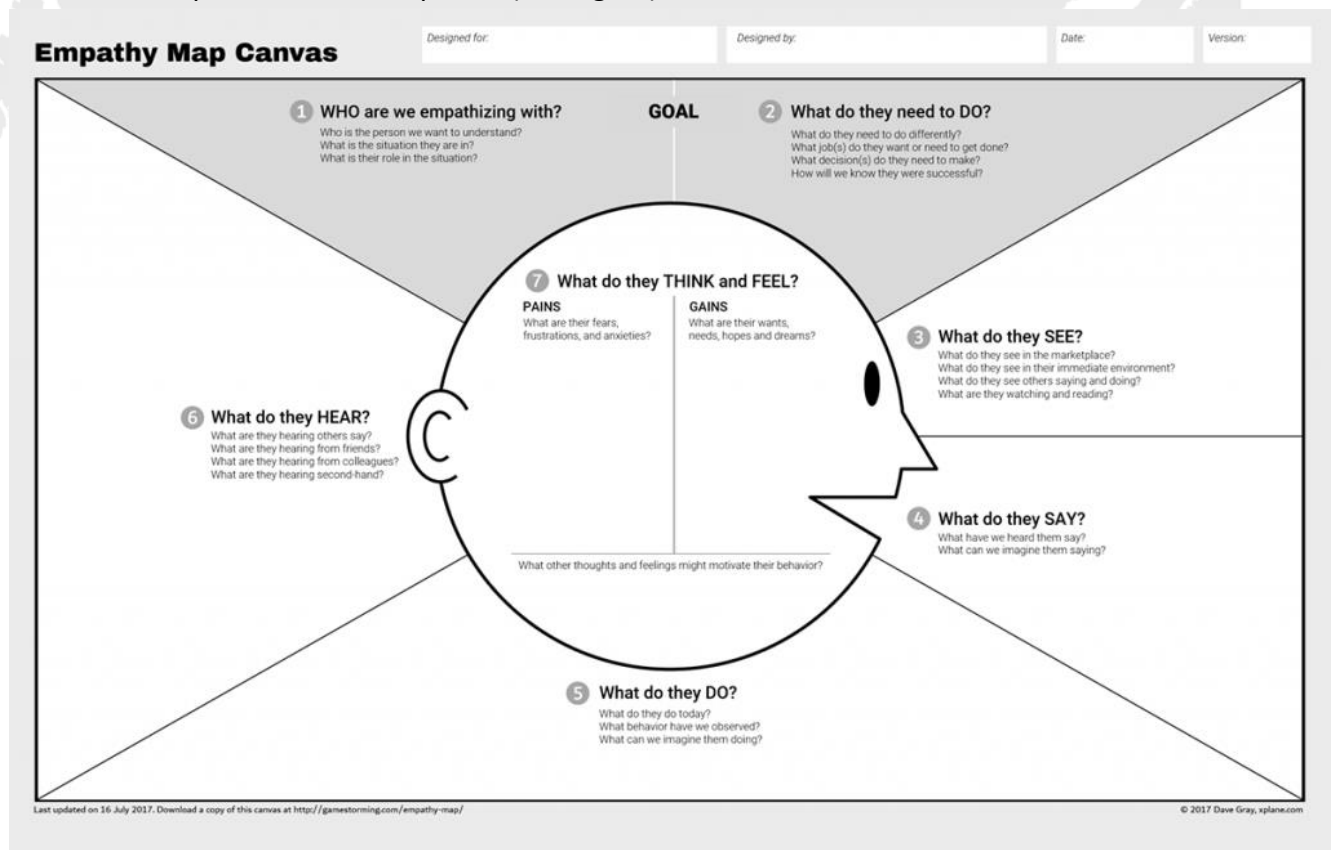 Empathy Map Canvas
Designed for:
Designed by:
Date:
Version:
1 WHO are we empathizing with?
Who is the person we want to understand?
What is the situation they are in?
What is their role in the situation?
GOAL
2 What do they need to DO?
What do they need to do differently?
What job(s) do they want or need to get done?
What decision(s) do they need to make?
How will we know they were successful?
7 What do they THINK and FEEL?
PAINS
What are their fears,
frustrations, and anxieties?
GAINS
What are their wants,
needs, hopes and dreams?
What other thoughts and feelings might motivate their behavior?
3 What do they SEE?
What do they see in the marketplace?
What do they see in their immediate environment?
What do they see others saying and doing?
What are they watching and reading?
4 What do they SAY?
What have we heard them say?
What can we imagine them saying?
5 What do they DO?
What do they do today?
What behavior have we observed?
What can we imagine them doing?
6 What do they HEAR?
What are they hearing others say?
What are they hearing from friends?
What are they hearing from colleagues?
What are they hearing second-hand?
Last updated on 16 July 2017. Download a copy of this canvas at http://gamestorming.com/empathy-map/
© 2017 Dave Gray, xplane.com